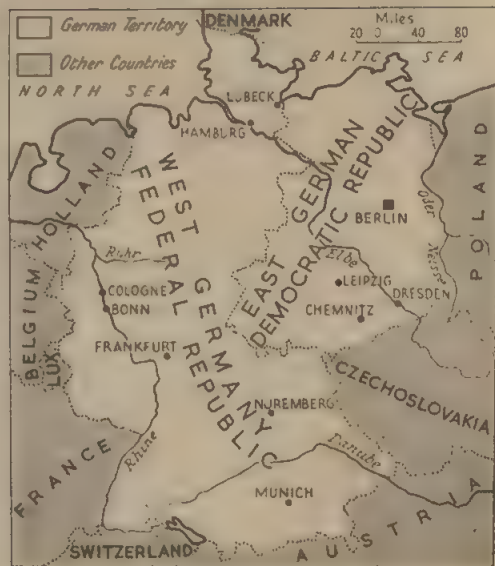 German Territory
Other Countries
NORTH SEA
DENMARK
Miles
20 0 40 80
BALTIC SEA
LUBECK
HAMBURG
HOLLAND
WEST GERMANY
FEDERAL REPUBLIC
EAST GERMAN
DEMOCRATIC REPUBLIC
BERLIN
Oder
Neisse
POLAND
Elbe
LEIPZIG
DRESDEN
CHEMNITZ
Ruhr
COLOGNE
BONN
BELGIUM
LUX.
FRANKFURT
CZECHOSLOVAKIA
NUREMBERG
Rhine
Danube
FRANCE
MUNICH
SWITZERLAND
AUSTRIA